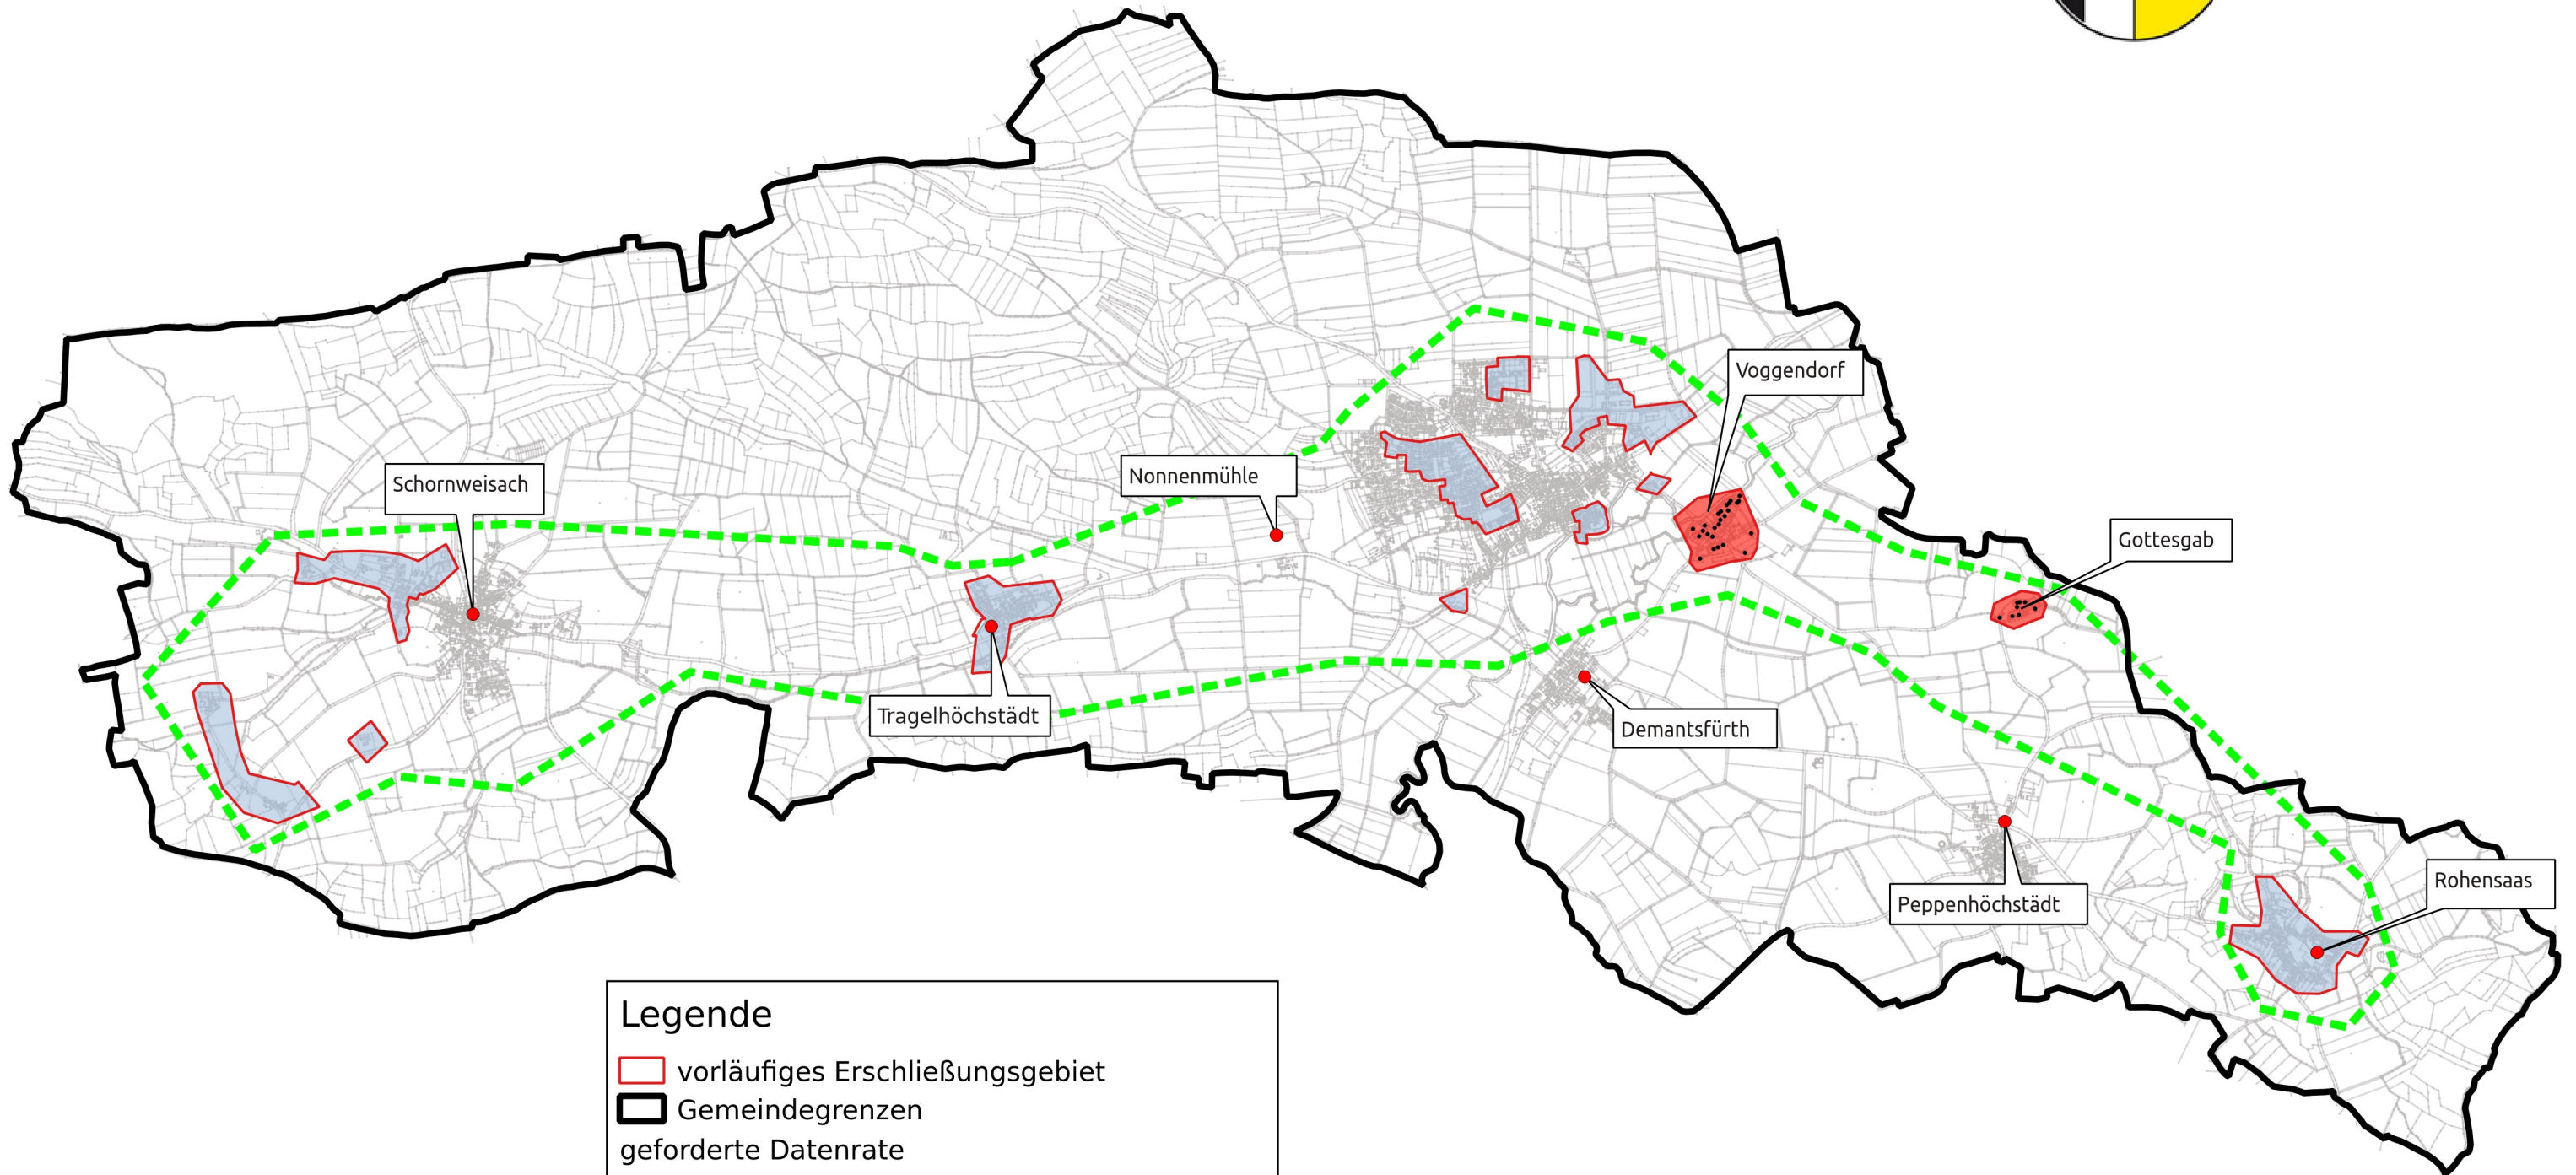 Voggendorf
Schornweisach
Nonnenmühle
Gottesgab
Tragelhöchstädt
Demantsfürth
Rohensaas
Peppenhöchstädt
Legende
vorläufiges Erschließungsgebiet
Gemeindegrenzen
geforderte Datenrate